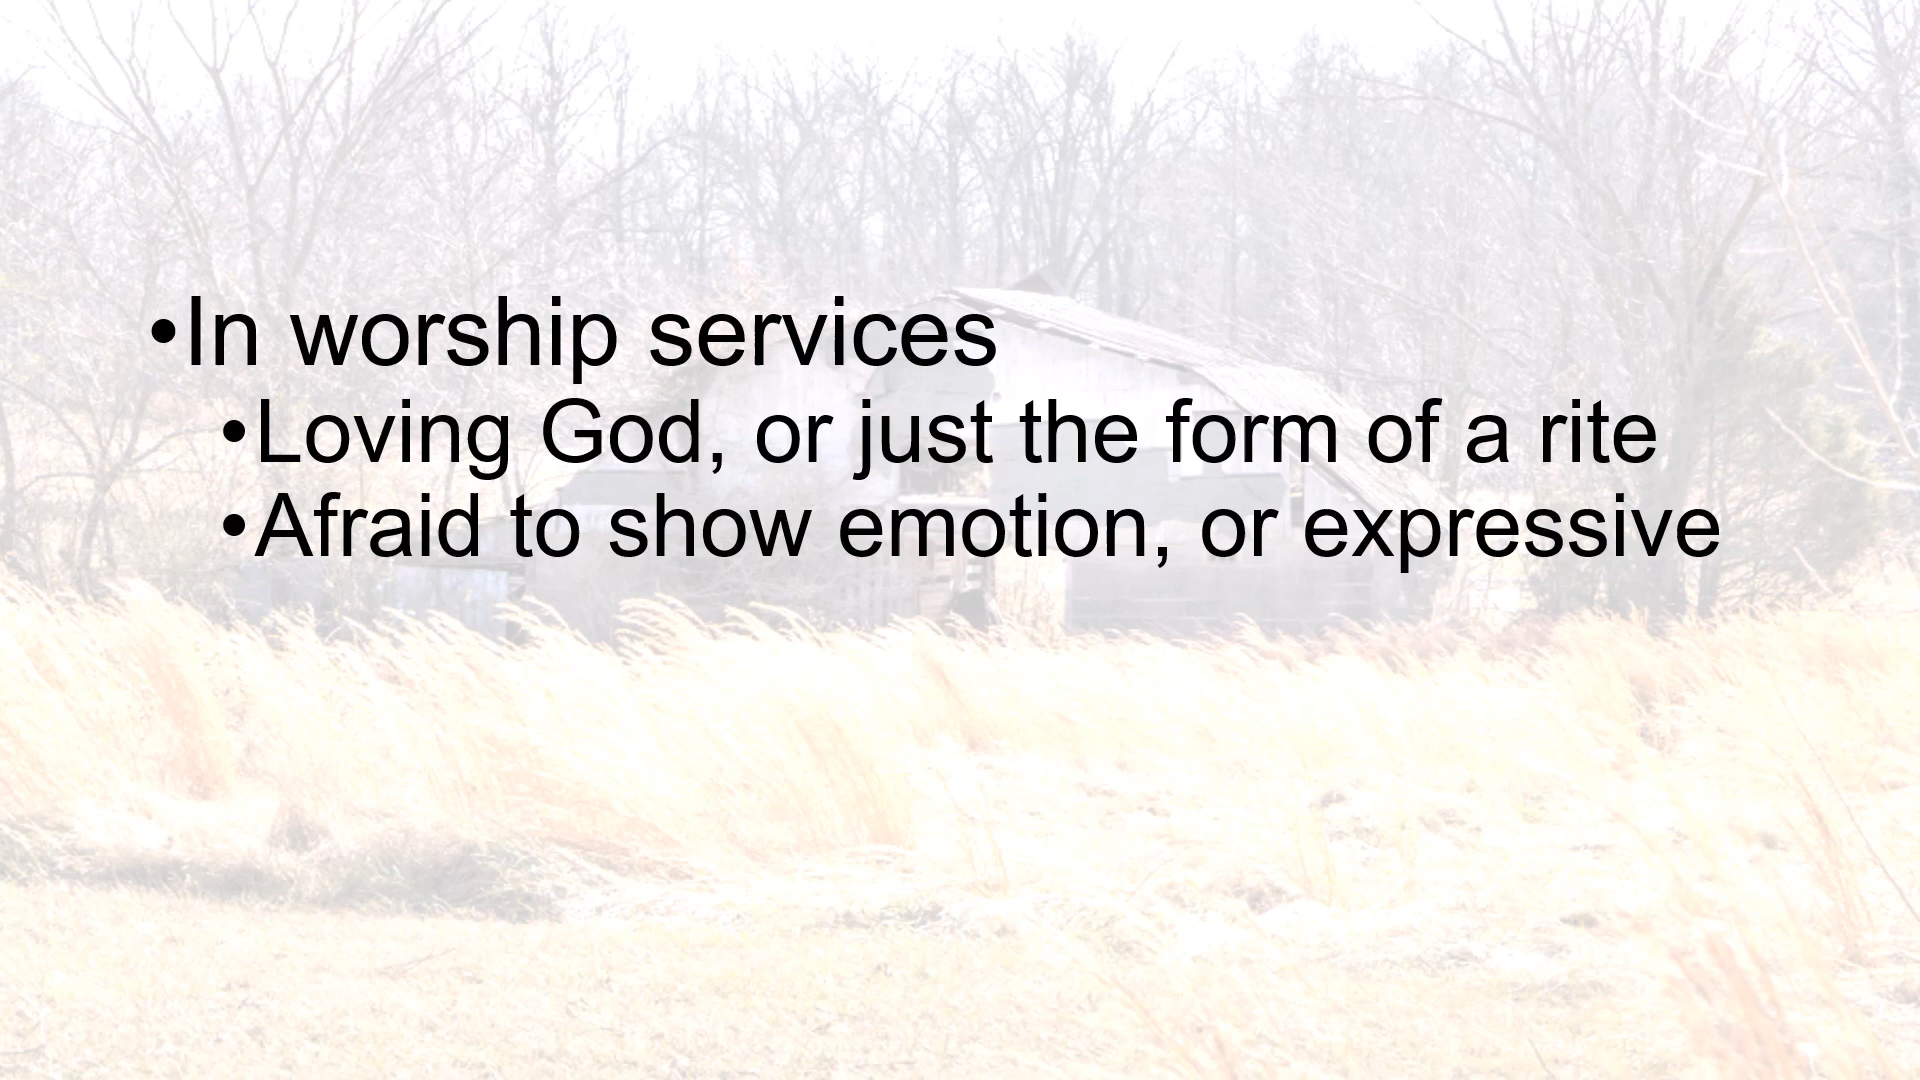 •In worship services
•Loving God, or just the form of a rite
•Afraid to show emotion, or expressive